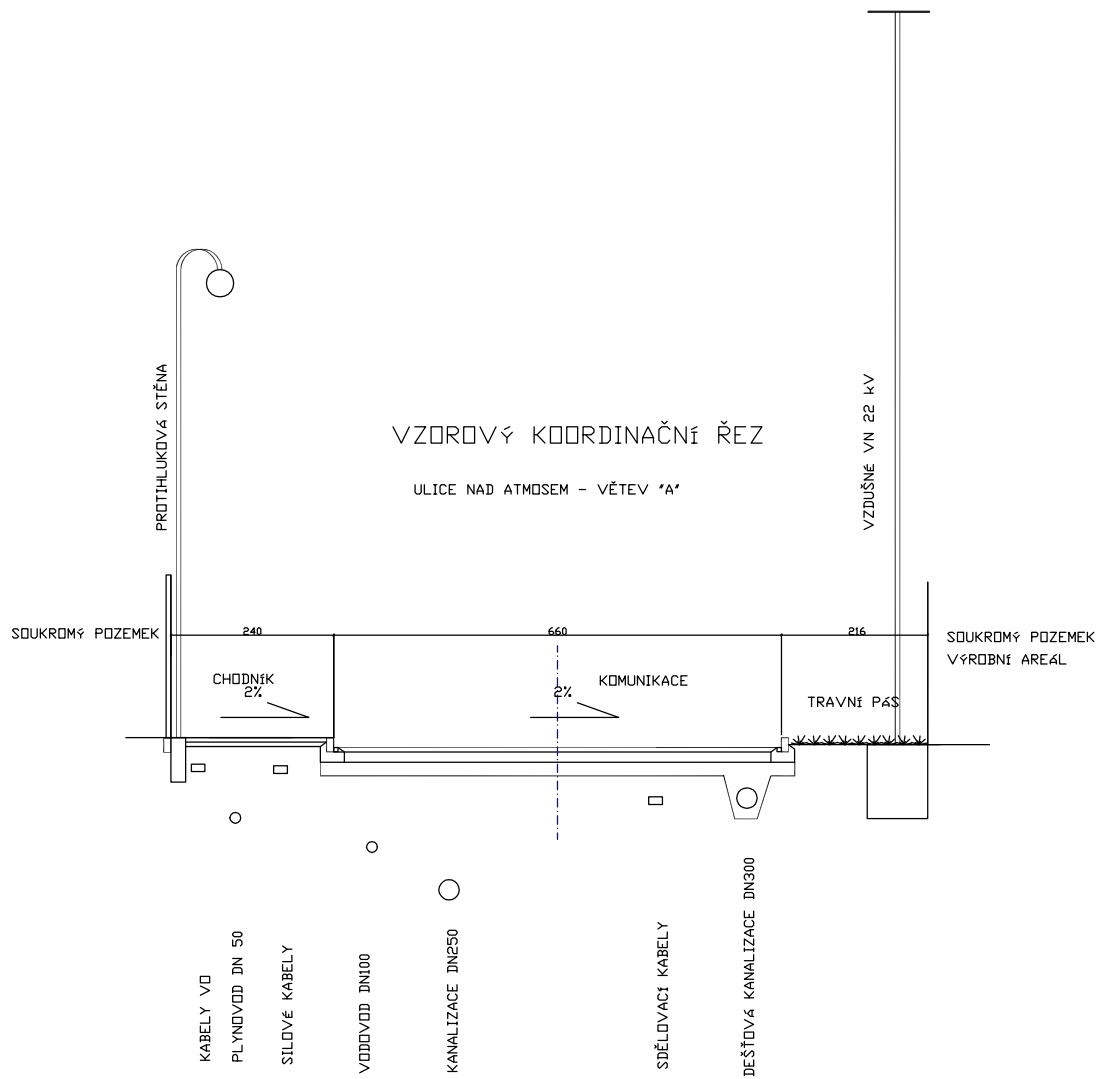 PROTIHLUKOVÁ STĚNA
VZDUŠNÉ VN 22 kV
VZOROVÝ KOORDINAČNÍ ŘEZ
ULICE NAD ATMOSEM - VĚTEV "A"
SOUKROMÝ POZEMEK
240
660
216
SOUKROMÝ POZEMEK
VÝROBNÍ AREÁL
CHODNÍK
2%
2%
KOMUNIKACE
TRAVNÍ PÁS
KABELY VO
PLYNOVOD DN 50
SILOVÉ KABELY
VODOVOD DN100
KANALIZACE DN250
SDĚLOVACÍ KABELY
DEŠŤOVÁ KANALIZACE DN300